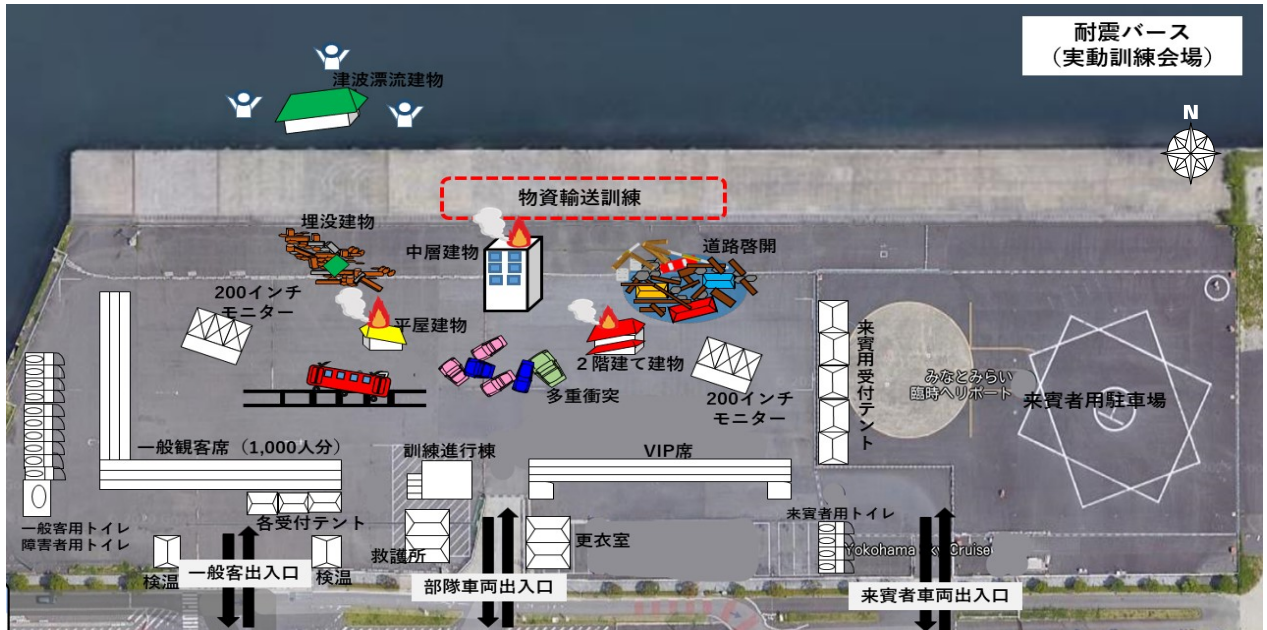 耐震バース
（実動訓練会場）
N
津波漂流建物
物資輸送訓練
埋没建物
中層建物
道路啓開
200インチ
モニター
平屋建物
２階建て建物
来賓用受付テント
みなとみらい
臨時ヘリポート
来賓者用駐車場
H
多重衝突
200インチ
モニター
一般観客席（1,000人分）
訓練進行棟
VIP席
各受付テント
一般客用トイレ
障害者用トイレ
救護所
更衣室
来賓者用トイレ
Yokohama Sky Cruise
検温
一般客出入口
検温
部隊車両出入口
来賓者車両出入口